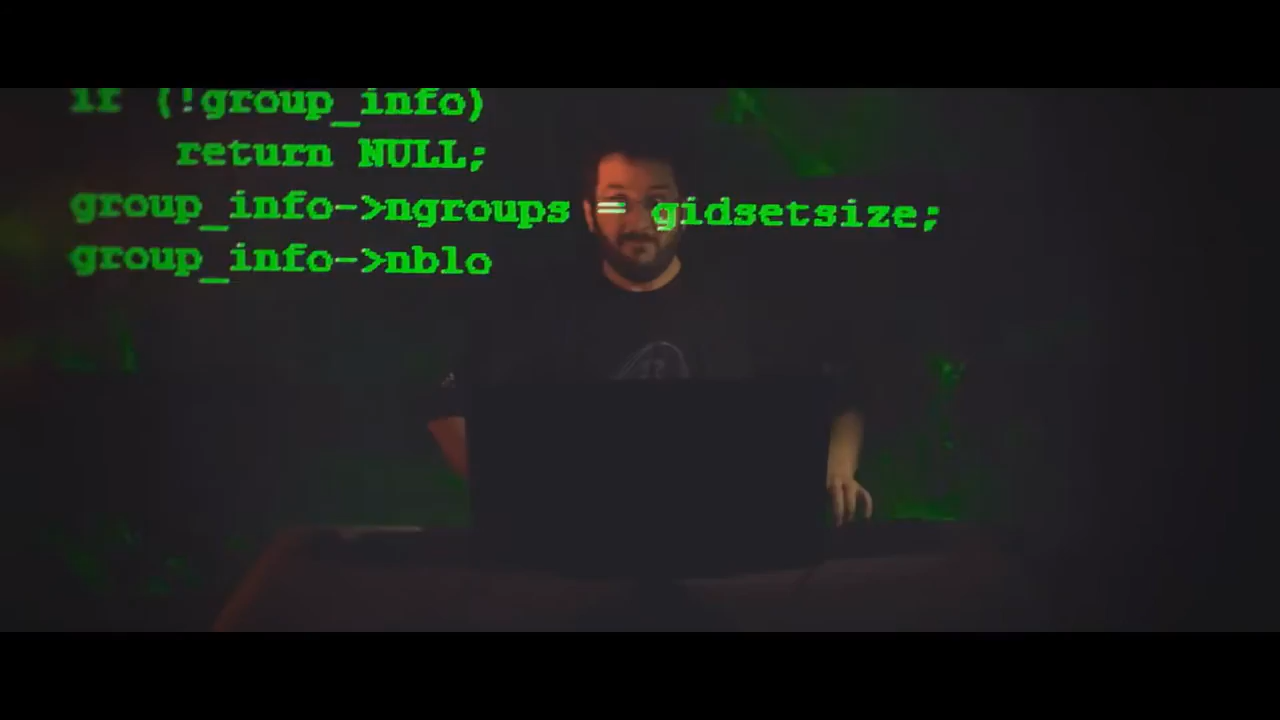 if (!group_info)
return NULL;
group_info->ngroups = gidsetsize;
group_info->nblo